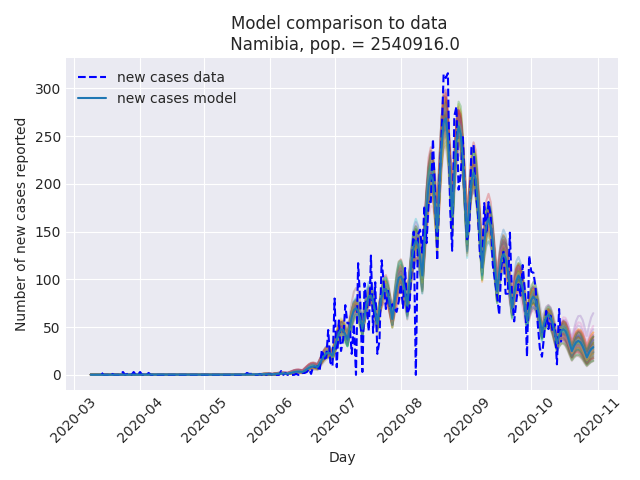 Model comparison to data
Namibia, pop. = 2540916.0
new cases data
new cases model
Number of new cases reported
300
250
200
150
100
50
0
2020-03
2020-04
2020-05
2020-06
2020-07
2020-08
2020-09
2020-10
2020-11
Day